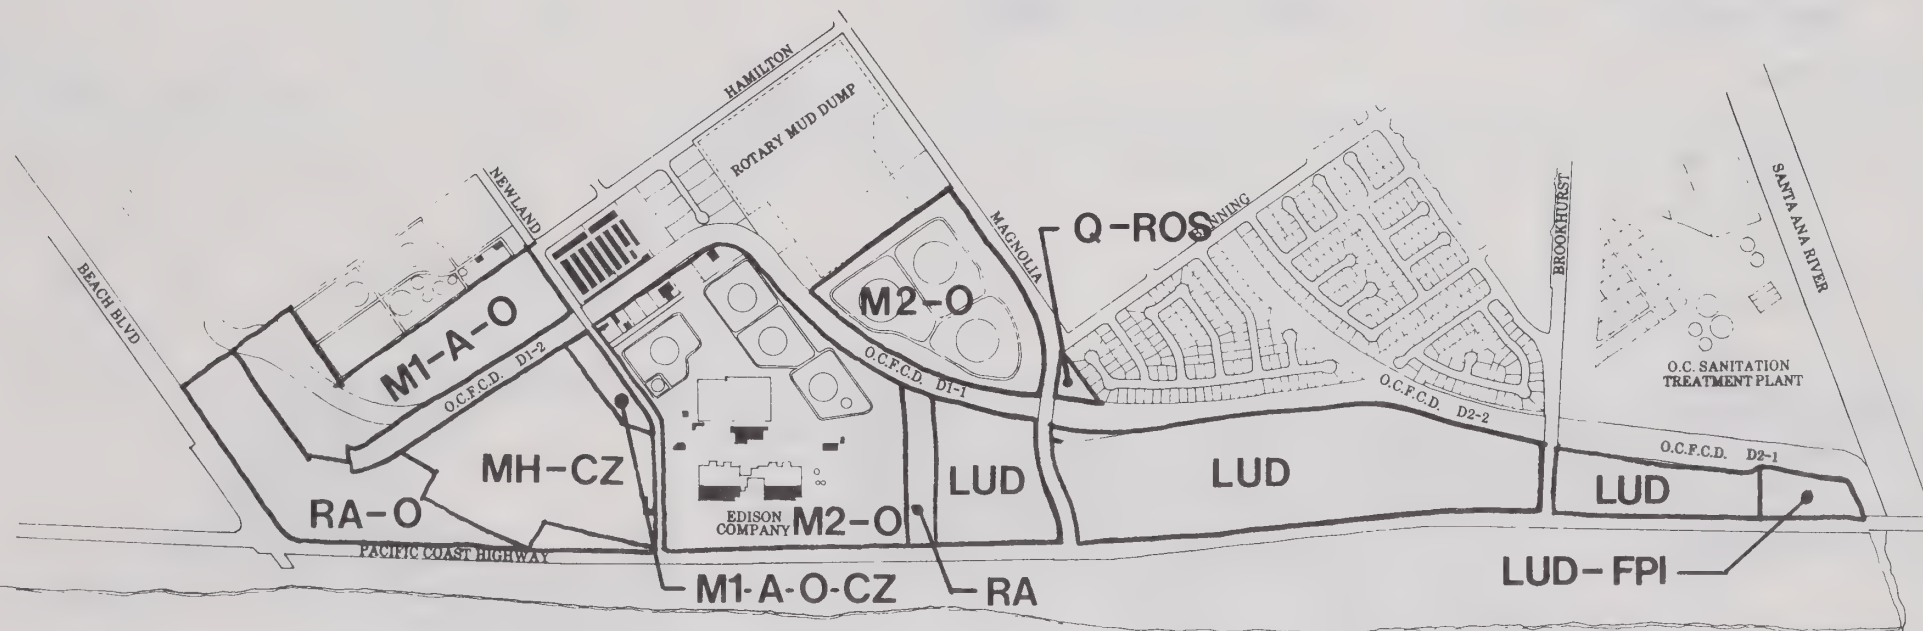 HAMILTON
ROTARY MUD DUMP
NEWLAND
MAGNOLIA
Q-ROS
BROOKHURST
SANTA ANA RIVER
BEACH BLVD
M1-A-O
M2-O
O.C.F.C.D. D1-2
O.C.F.C.D. D1-1
O.C.F.C.D. D2-2
O.C. SANITATION
TREATMENT PLANT
O.C.F.C.D. D2-1
MH-CZ
LUD
LUD
LUD
RA-O
EDISON
COMPANY
M2-O
PACIFIC COAST HIGHWAY
M1-A-O-CZ
RA
LUD-FPI